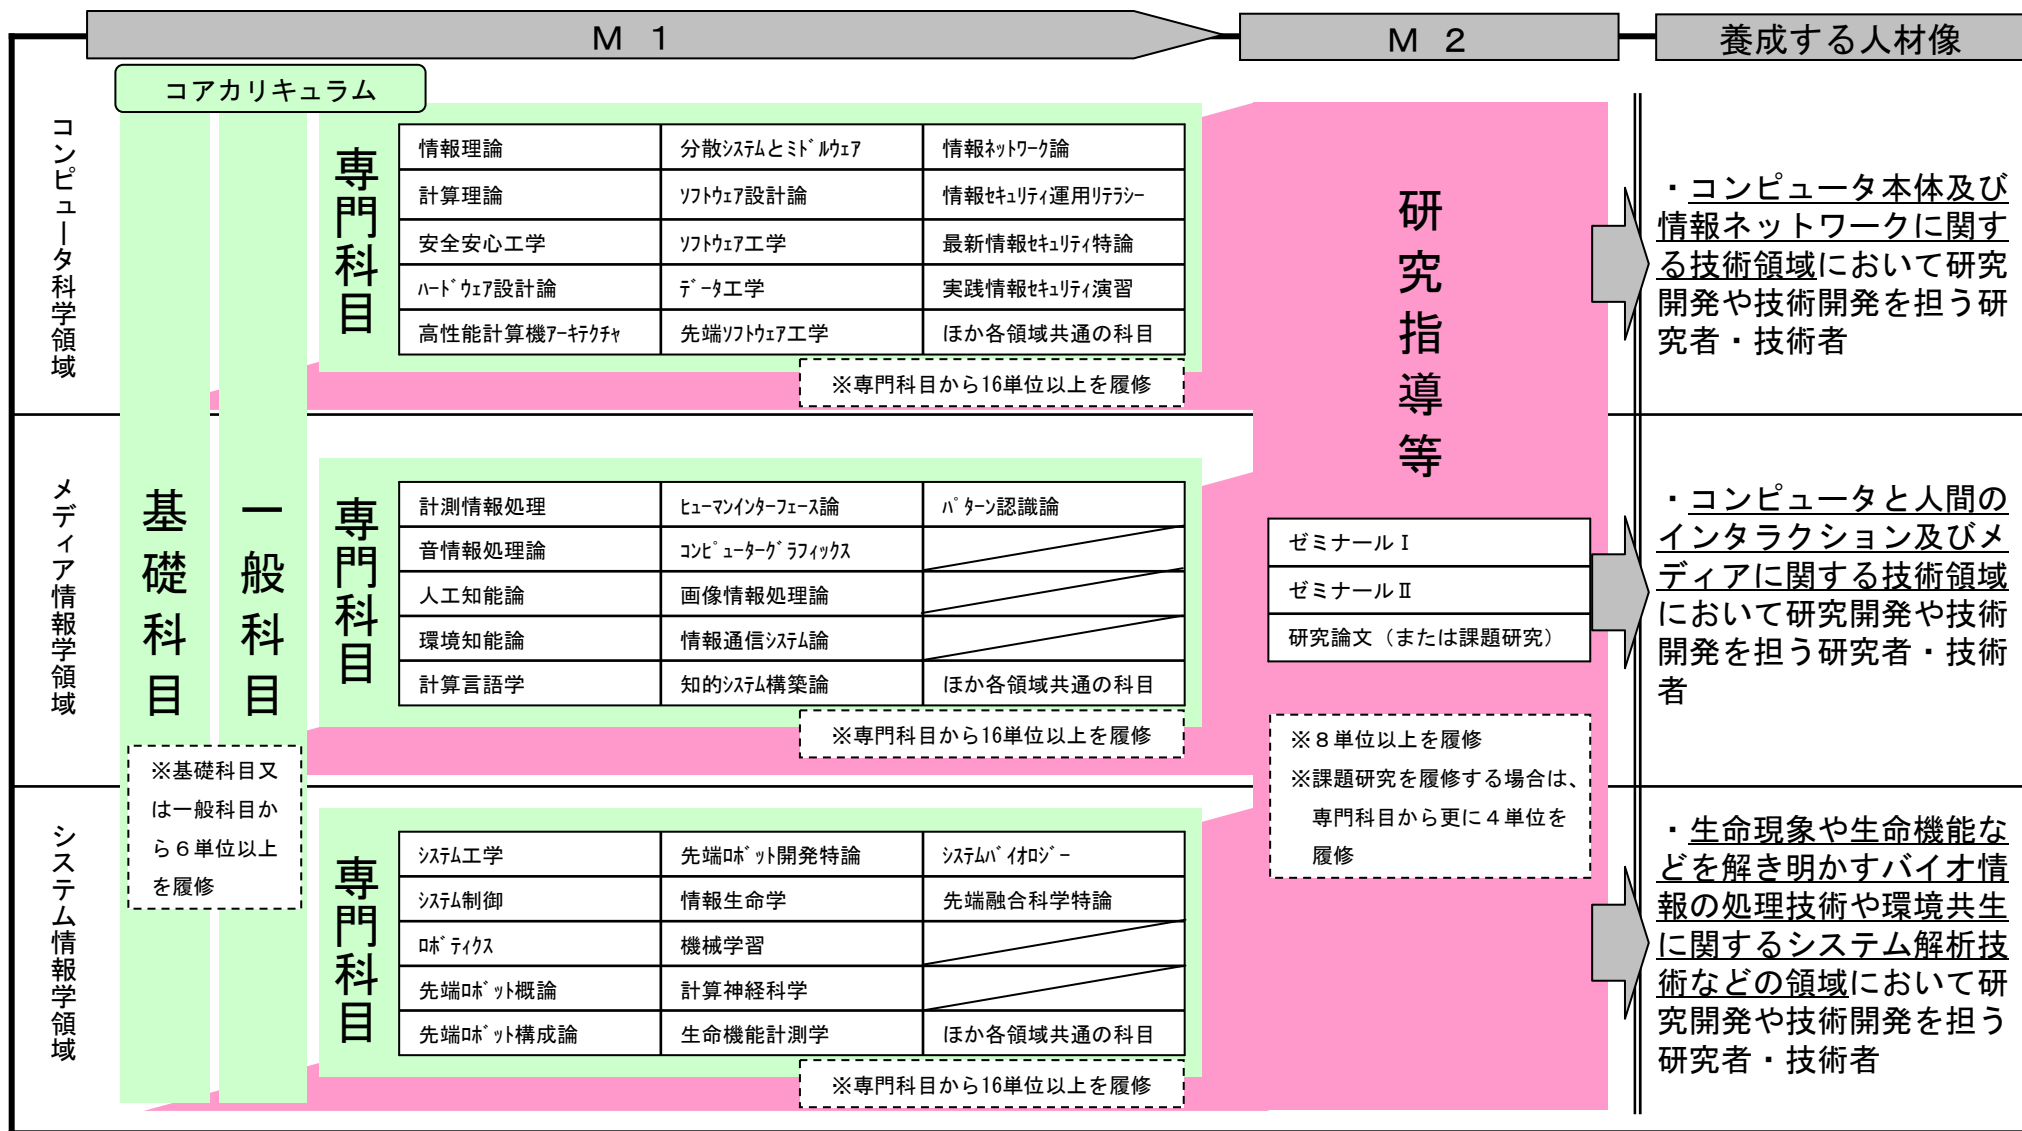 M 1
M 2
養成する人材像
コアカリキュラム
コンピュータ科学領域
専門科目
情報理論
分散ｼｽﾃﾑとﾐﾄﾞﾙｳｪｱ
情報ﾈｯﾄﾜｰｸ論
計算理論
ｿﾌﾄｳｪｱ設計論
情報ｾｷｭﾘﾃｨ運用ﾘﾃﾗｼｰ
安全安心工学
ｿﾌﾄｳｪｱ工学
最新情報ｾｷｭﾘﾃｨ特論
ﾊｰﾄﾞｳｪｱ設計論
ﾃﾞｰﾀ工学
実践情報ｾｷｭﾘﾃｨ演習
高性能計算機ｱｰｷﾃｸﾁｬ
先端ｿﾌﾄｳｪｱ工学
ほか各領域共通の科目
※専門科目から16単位以上を履修
研究指導等
・コンピュータ本体及び
情報ネットワークに関す
る技術領域において研究
開発や技術開発を担う研
究者・技術者
メディア情報学領域
基礎科目
一般科目
専門科目
計測情報処理
ﾋｭｰﾏﾝｲﾝﾀｰﾌｪｰｽ論
ﾊﾟﾀｰﾝ認識論
音情報処理論
ｺﾝﾋﾟｭｰﾀｰｸﾞﾗﾌｨｯｸｽ
人工知能論
画像情報処理論
環境知能論
情報通信ｼｽﾃﾑ論
計算言語学
知的ｼｽﾃﾑ構築論
ほか各領域共通の科目
※専門科目から16単位以上を履修
ゼミナールⅠ
ゼミナールⅡ
研究論文（または課題研究）
・コンピュータと人間の
インタラクション及びメ
ディアに関する技術領域
において研究開発や技術
開発を担う研究者・技術
者
※基礎科目又
は一般科目か
ら６単位以上
を履修
※８単位以上を履修
※課題研究を履修する場合は、
専門科目から更に４単位を
履修
システム情報学領域
専門科目
ｼｽﾃﾑ工学
先端ﾛﾎﾞｯﾄ開発特論
ｼｽﾃﾑﾊﾞｲｵﾛｼﾞｰ
ｼｽﾃﾑ制御
情報生命学
先端融合科学特論
ﾛﾎﾞﾃｨｸｽ
機械学習
先端ﾛﾎﾞｯﾄ概論
計算神経科学
先端ﾛﾎﾞｯﾄ構成論
生命機能計測学
ほか各領域共通の科目
※専門科目から16単位以上を履修
・生命現象や生命機能な
どを解き明かすバイオ情
報の処理技術や環境共生
に関するシステム解析技
術などの領域において研
究開発や技術開発を担う
研究者・技術者